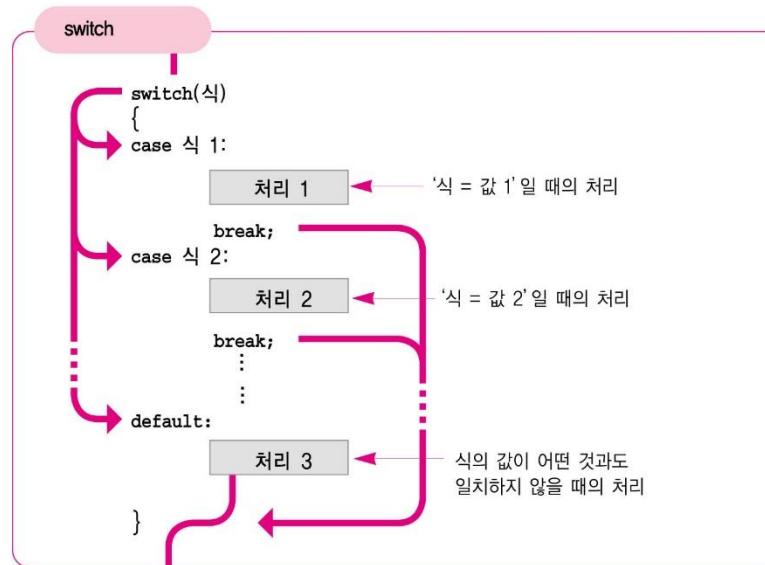 switch
switch(식)
{
case 식 1:
처리 1
'식 = 값 1' 일 때의 처리
break;
case 식 2:
처리 2
'식 = 값 2' 일 때의 처리
break;
⋮
⋮
default:
처리 3
식의 값이 어떤 것과도
일치하지 않을 때의 처리
}